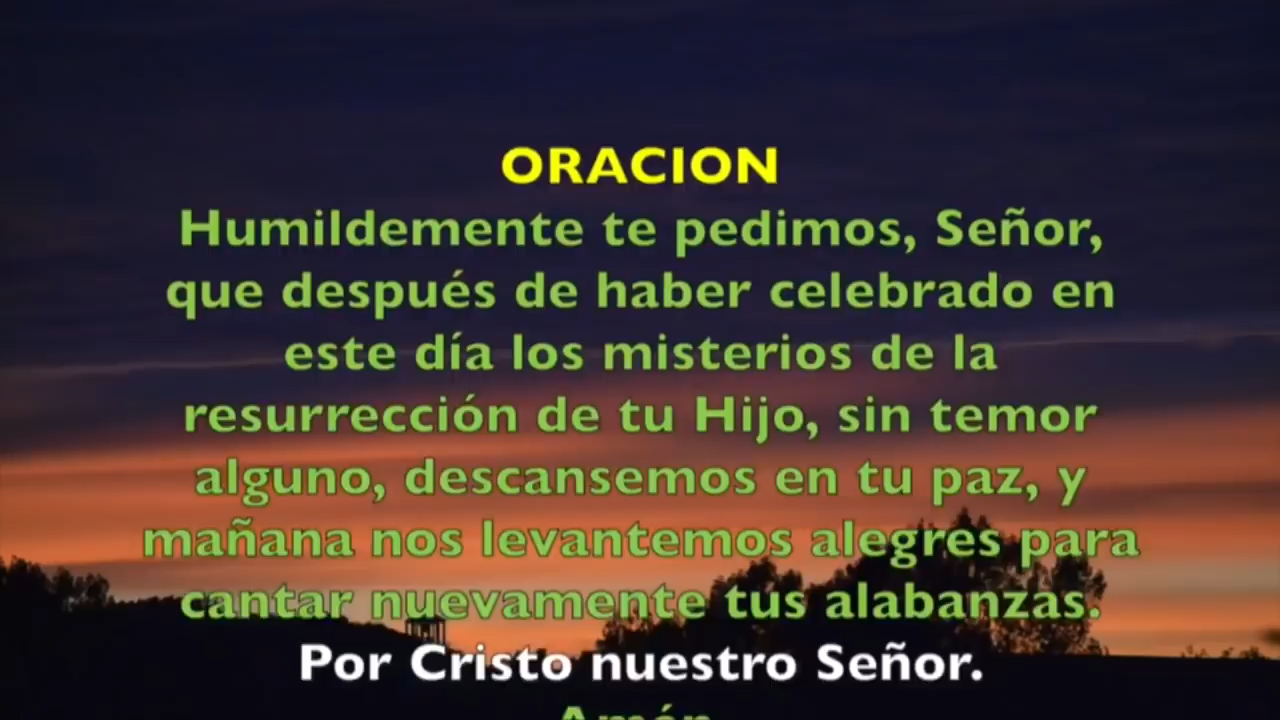 ORACION
Humildemente te pedimos, Señor,
que después de haber celebrado en
este día los misterios de la
resurrección de tu Hijo, sin temor
alguno, descansemos en tu paz, y
mañana nos levantemos alegres para
cantar nuevamente tus alabanzas.
Por Cristo nuestro Señor.
Amén